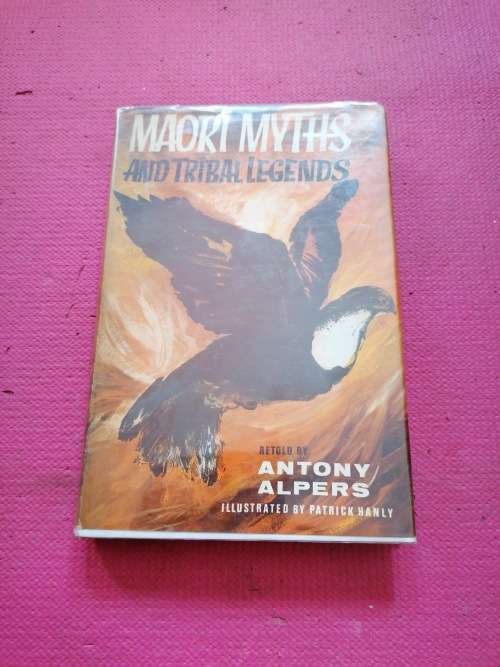 MAORI MYTHS
AND TRIBAL LEGENDS
RETOLD BY
ANTONY
ALPERS
ILLUSTRATED BY PATRICK HANLY